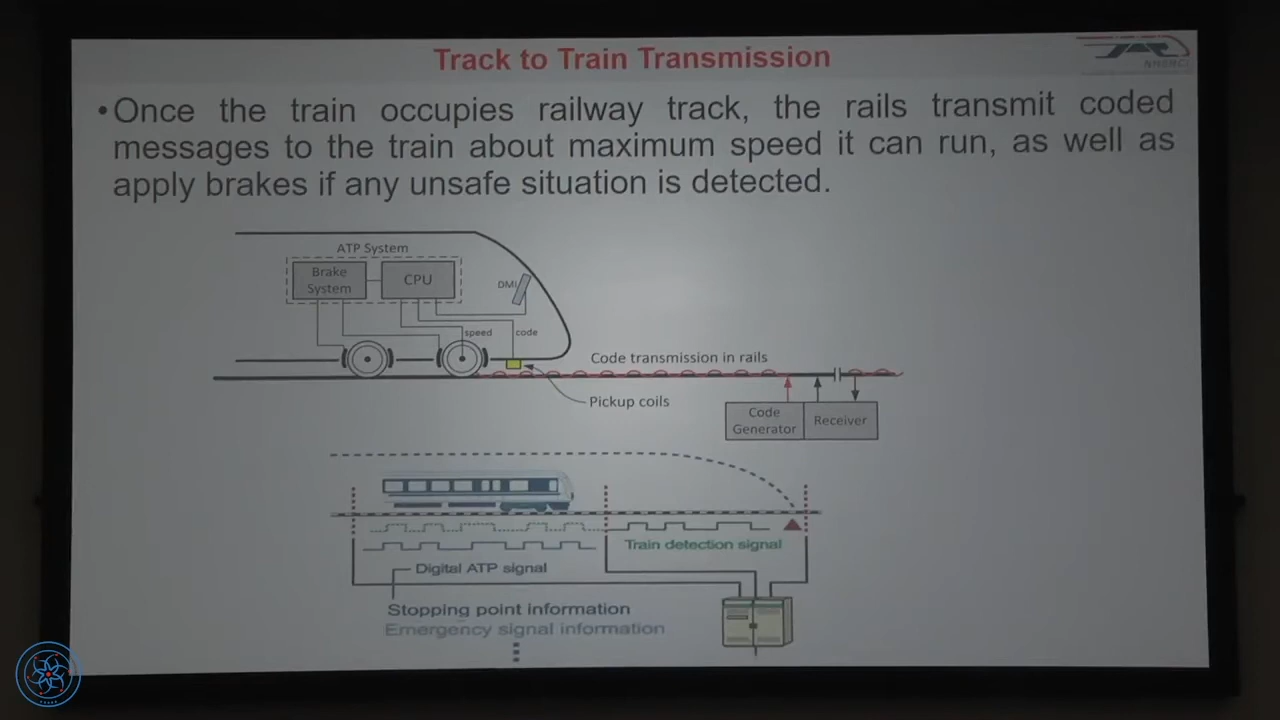 Track to Train Transmission
•Once the train occupies railway track, the rails transmit coded
messages to the train about maximum speed it can run, as well as
apply brakes if any unsafe situation is detected.
ATP System
Brake
System
CPU
DMI
speed
code
Code transmission in rails
Pickup coils
Code
Generator
Receiver
Train detection signal
Digital ATP signal
Stopping point information
Emergency signal information